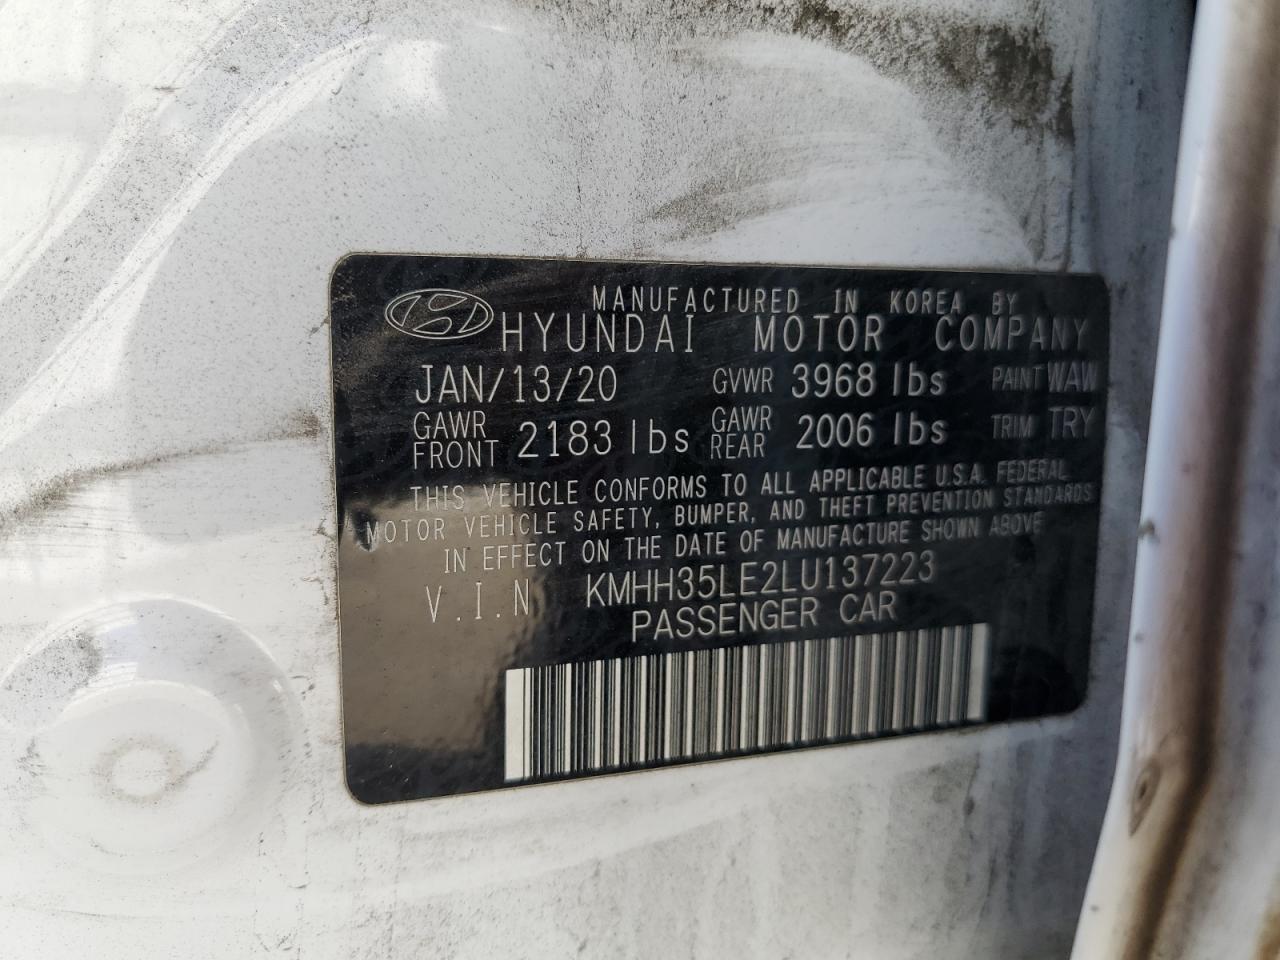 MANUFACTURED IN KOREA BY
HYUNDAI MOTOR COMPANY
JAN/13/20 GVWR 3968 lbs PAINT WAW
GAWR FRONT 2183 lbs GAWR REAR 2006 lbs TRIM TRY
THIS VEHICLE CONFORMS TO ALL APPLICABLE U.S.A. FEDERAL
MOTOR VEHICLE SAFETY, BUMPER, AND THEFT PREVENTION STANDARDS
IN EFFECT ON THE DATE OF MANUFACTURE SHOWN ABOVE
V.I.N KMHH35LE2LU137223
PASSENGER CAR